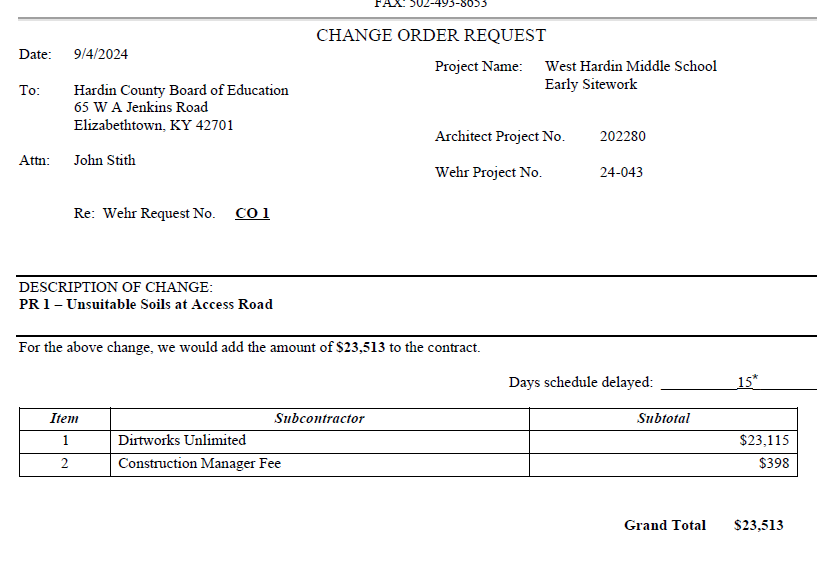 FAX: 502-493-8653
CHANGE ORDER REQUEST
Date: 9/4/2024
Project Name: West Hardin Middle School
Early Sitework
To: Hardin County Board of Education
65 W A Jenkins Road
Elizabethtown, KY 42701
Architect Project No. 202280
Attn: John Stith
Wehr Project No. 24-043
Re: Wehr Request No. CO 1
DESCRIPTION OF CHANGE:
PR 1 – Unsuitable Soils at Access Road
For the above change, we would add the amount of $23,513 to the contract.
Days schedule delayed: 15*
Item Subcontractor Subtotal
1 Dirtworks Unlimited $23,115
2 Construction Manager Fee $398
Grand Total $23,513